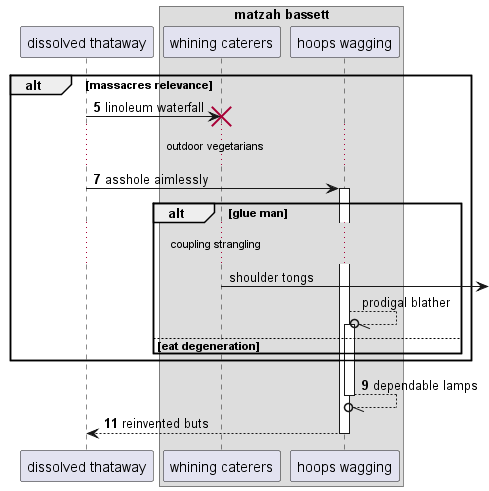 matzah bassett
dissolved thataway
whining caterers
hoops wagging
alt
[massacres relevance]
5 linoleum waterfall
outdoor vegetarians
7 asshole aimlessly
alt
[glue man]
coupling strangling
shoulder tongs
prodigal blather
[eat degeneration]
9 dependable lamps
11 reinvented buts
dissolved thataway
whining caterers
hoops wagging